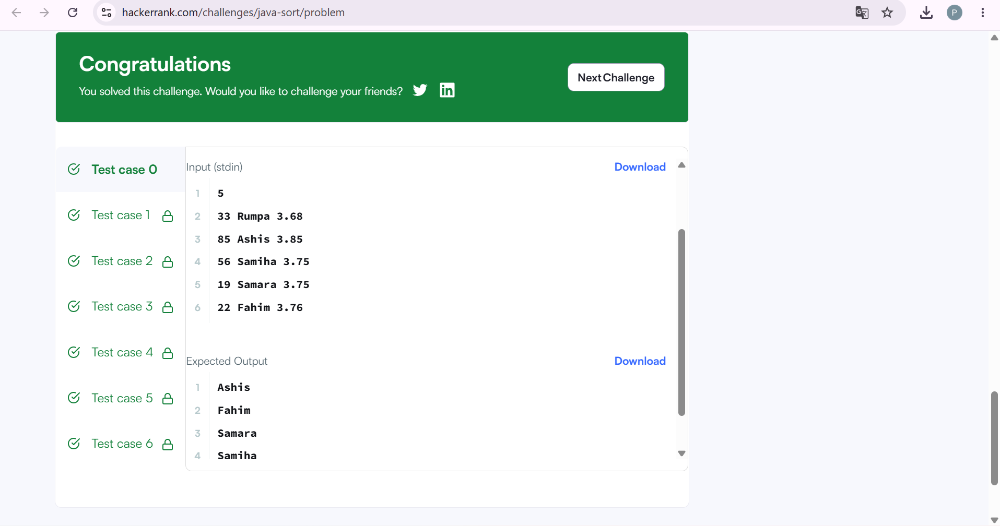 hackerrank.com/challenges/java-sort/problem
P
Congratulations
You solved this challenge. Would you like to challenge your friends?
Next Challenge
Test case 0
Test case 1
Test case 2
Test case 3
Test case 4
Test case 5
Test case 6
Input (stdin)
Download
1 5
2 33 Rumpa 3.68
3 85 Ashis 3.85
4 56 Samiha 3.75
5 19 Samara 3.75
6 22 Fahim 3.76
Expected Output
Download
1 Ashis
2 Fahim
3 Samara
4 Samiha